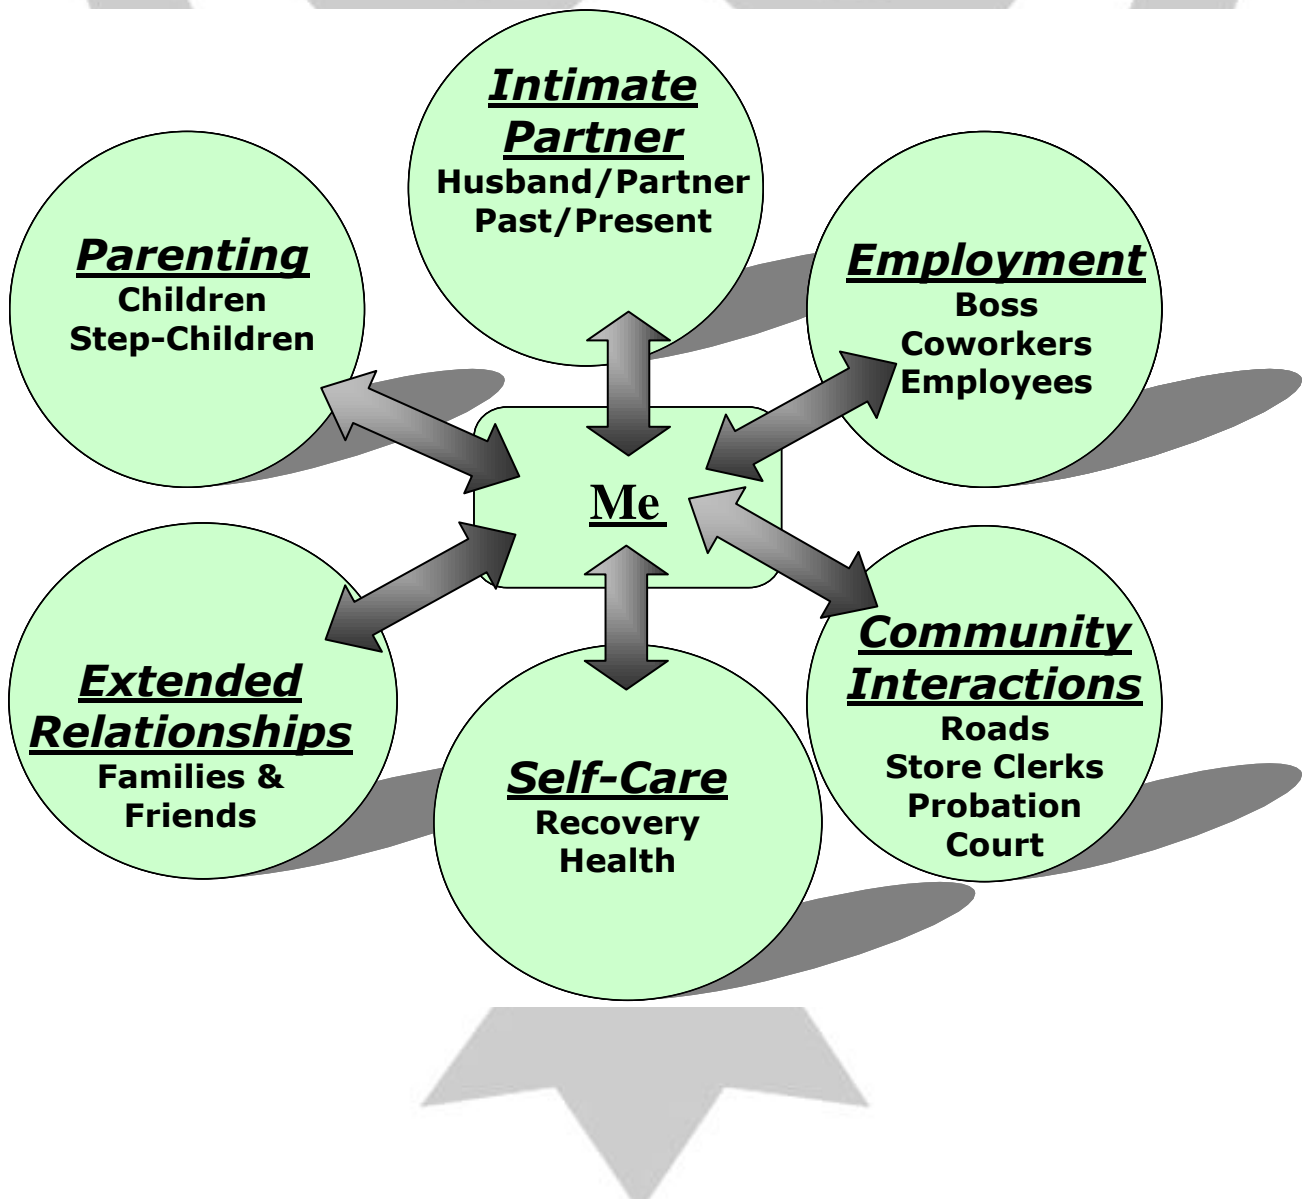 Intimate
Partner
Husband/Partner
Past/Present
Parenting
Children
Step-Children
Employment
Boss
Coworkers
Employees
Me
Extended
Relationships
Families &
Friends
Self-Care
Recovery
Health
Community
Interactions
Roads
Store Clerks
Probation
Court